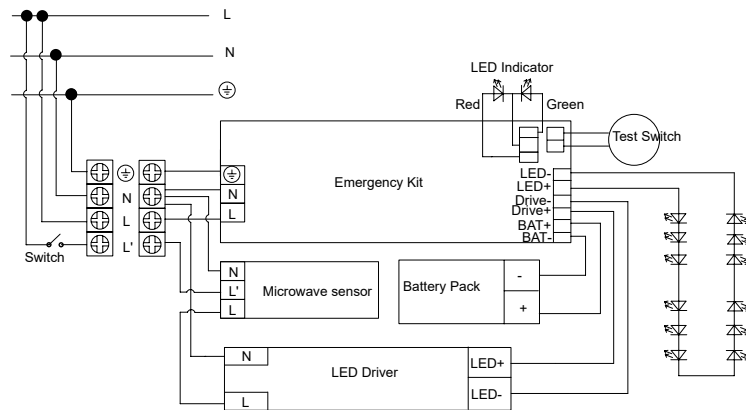 L
N
LED Indicator
Red
Green
Test Switch
Emergency Kit
N
L
LED-
LED+
Drive-
Drive+
BAT+
BAT-
N
L
L'
Switch
N
L'
L
Microwave sensor
Battery Pack
-
+
N
L
LED Driver
LED+
LED-